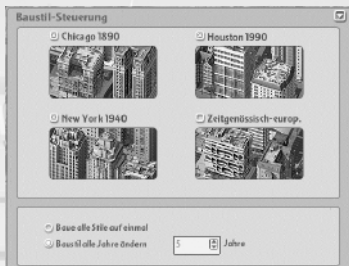 Baustil-Steuerung
Chicago 1890
Houston 1990
New York 1940
Zeitgenössisch-europ.
Baue alle Stile auf einmal
Baustil alle Jahre ändern
5
Jahre